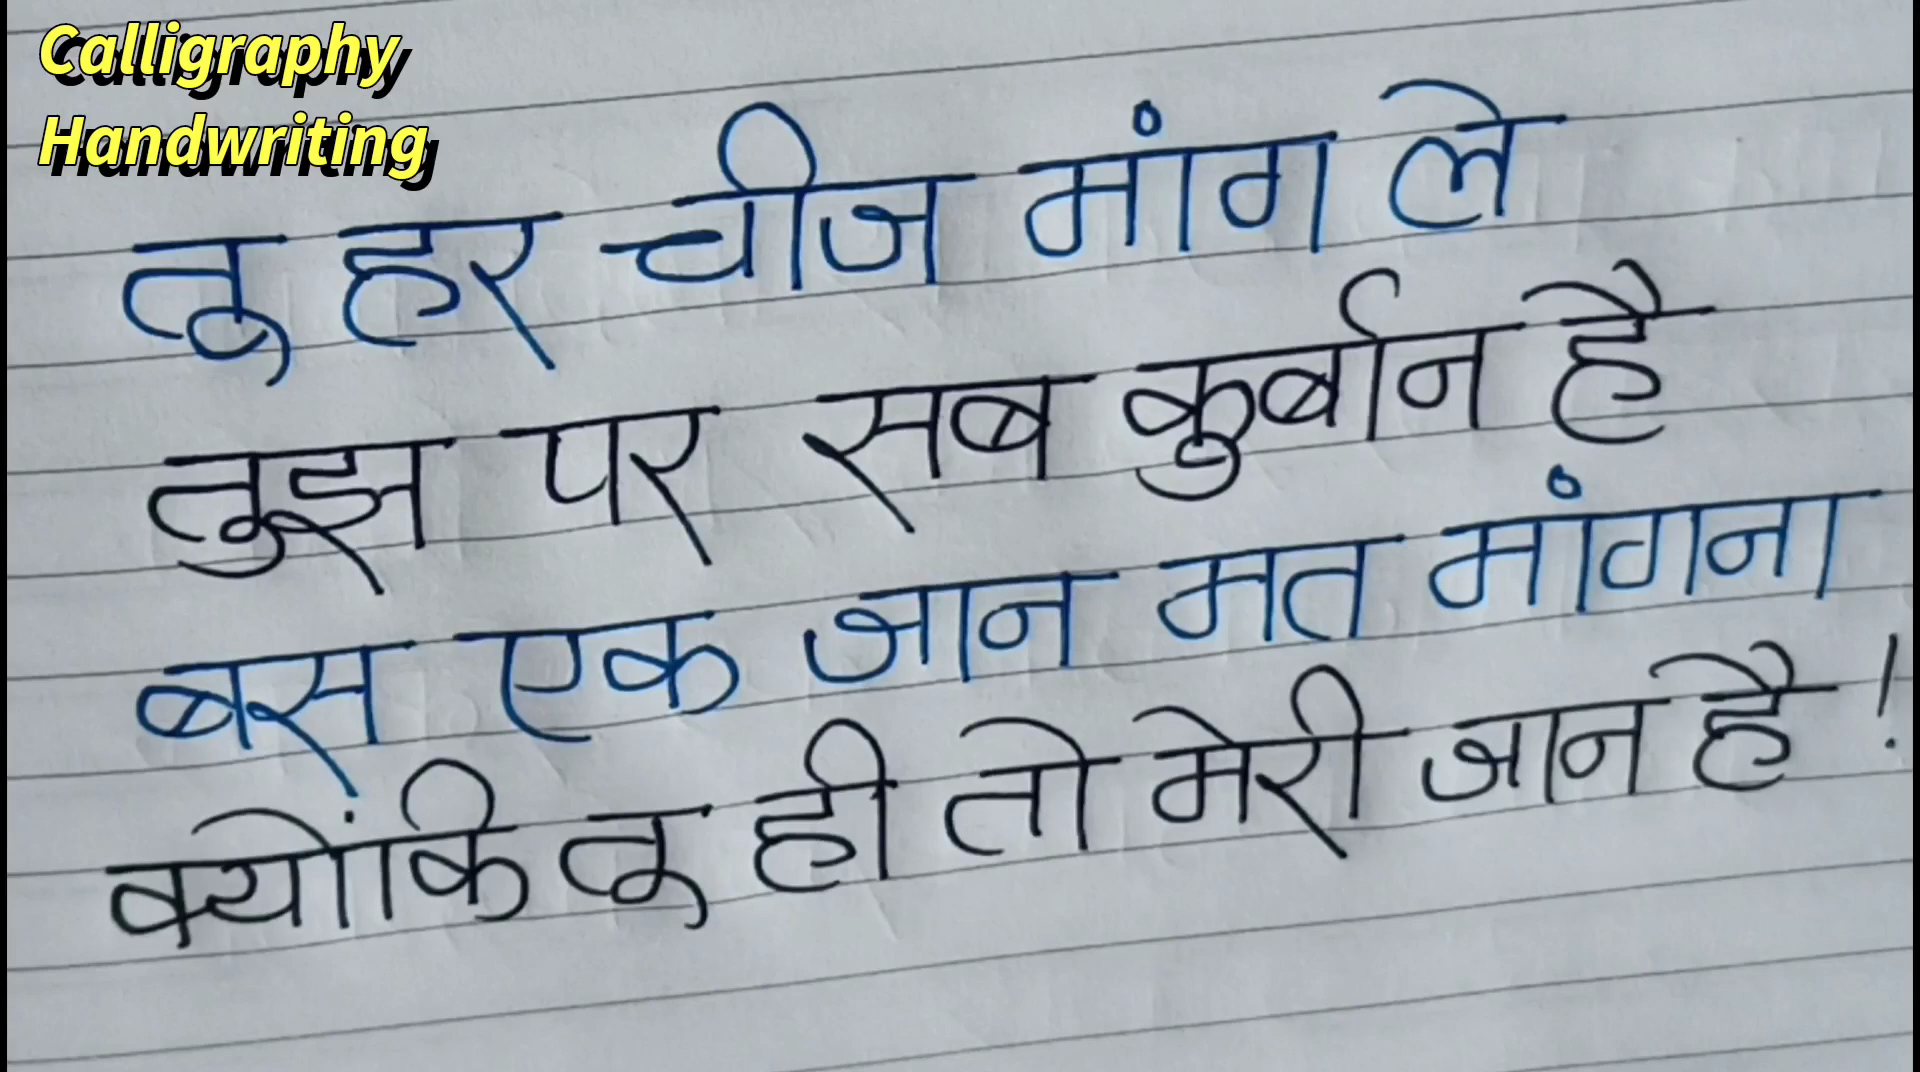 Calligraphy
Handwriting
तू हर चीज मांग ले
तुझ पर सब कुर्बान है
बस एक जान मत मांगना
क्योंकि तू ही तो मेरी जान है !